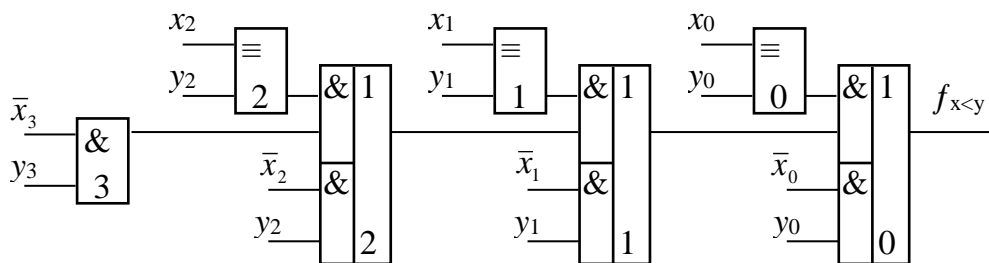 x2 x1 x0
≡ ≡ ≡
y2 2 & 1 y1 1 & 1 y0 0 & 1 fx<y
x̄3 &
y3 3 x̄2 & x̄1 & x̄0 &
y2 2 y1 1 y0 0